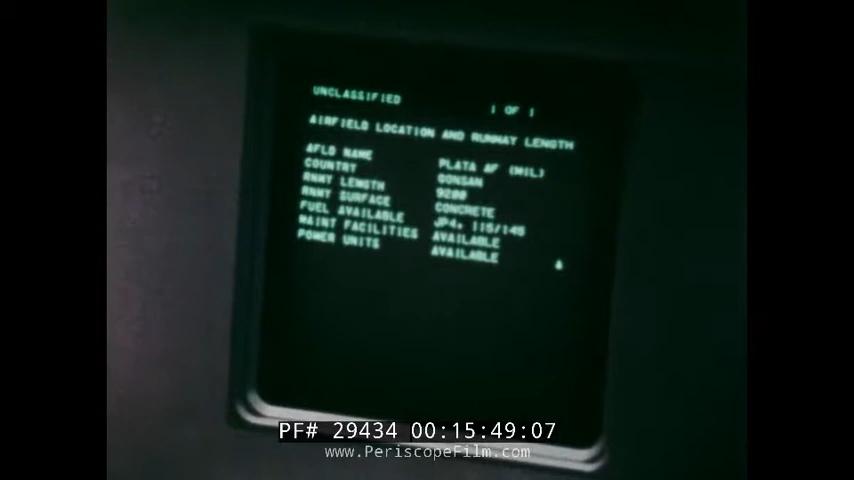 UNCLASSIFIED 1 OF 1
AIRFIELD LOCATION AND RUNWAY LENGTH
AFLD NAME PLATA AF (MIL)
COUNTRY GONSAN
RNWY LENGTH 9200
RNWY SURFACE CONCRETE
FUEL AVAILABLE JP4, 115/145
MAINT FACILITIES AVAILABLE
POWER UNITS AVAILABLE
PF# 29434 00:15:49:07
www.PeriscopeFilm.com